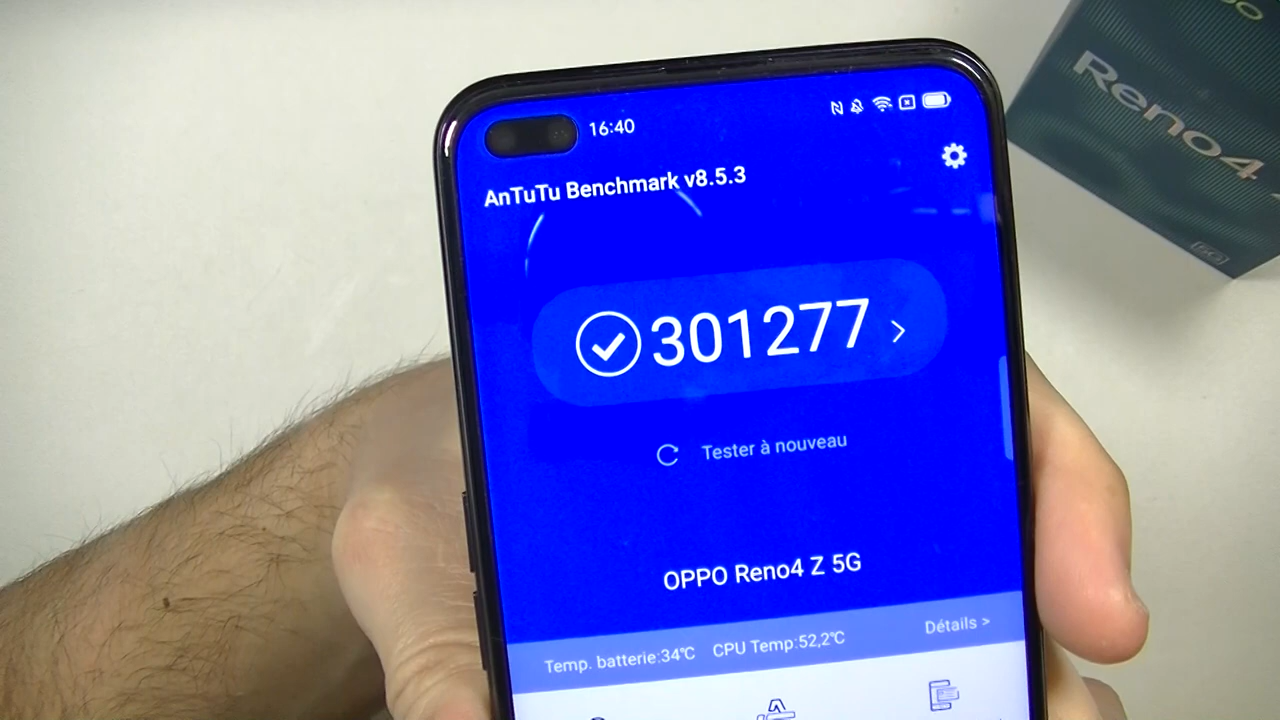 16:40
AnTuTu Benchmark v8.5.3
301277
Tester à nouveau
OPPO Reno4 Z 5G
Temp. batterie:34℃ CPU Temp:52,2℃
Détails >
Reno4
5G